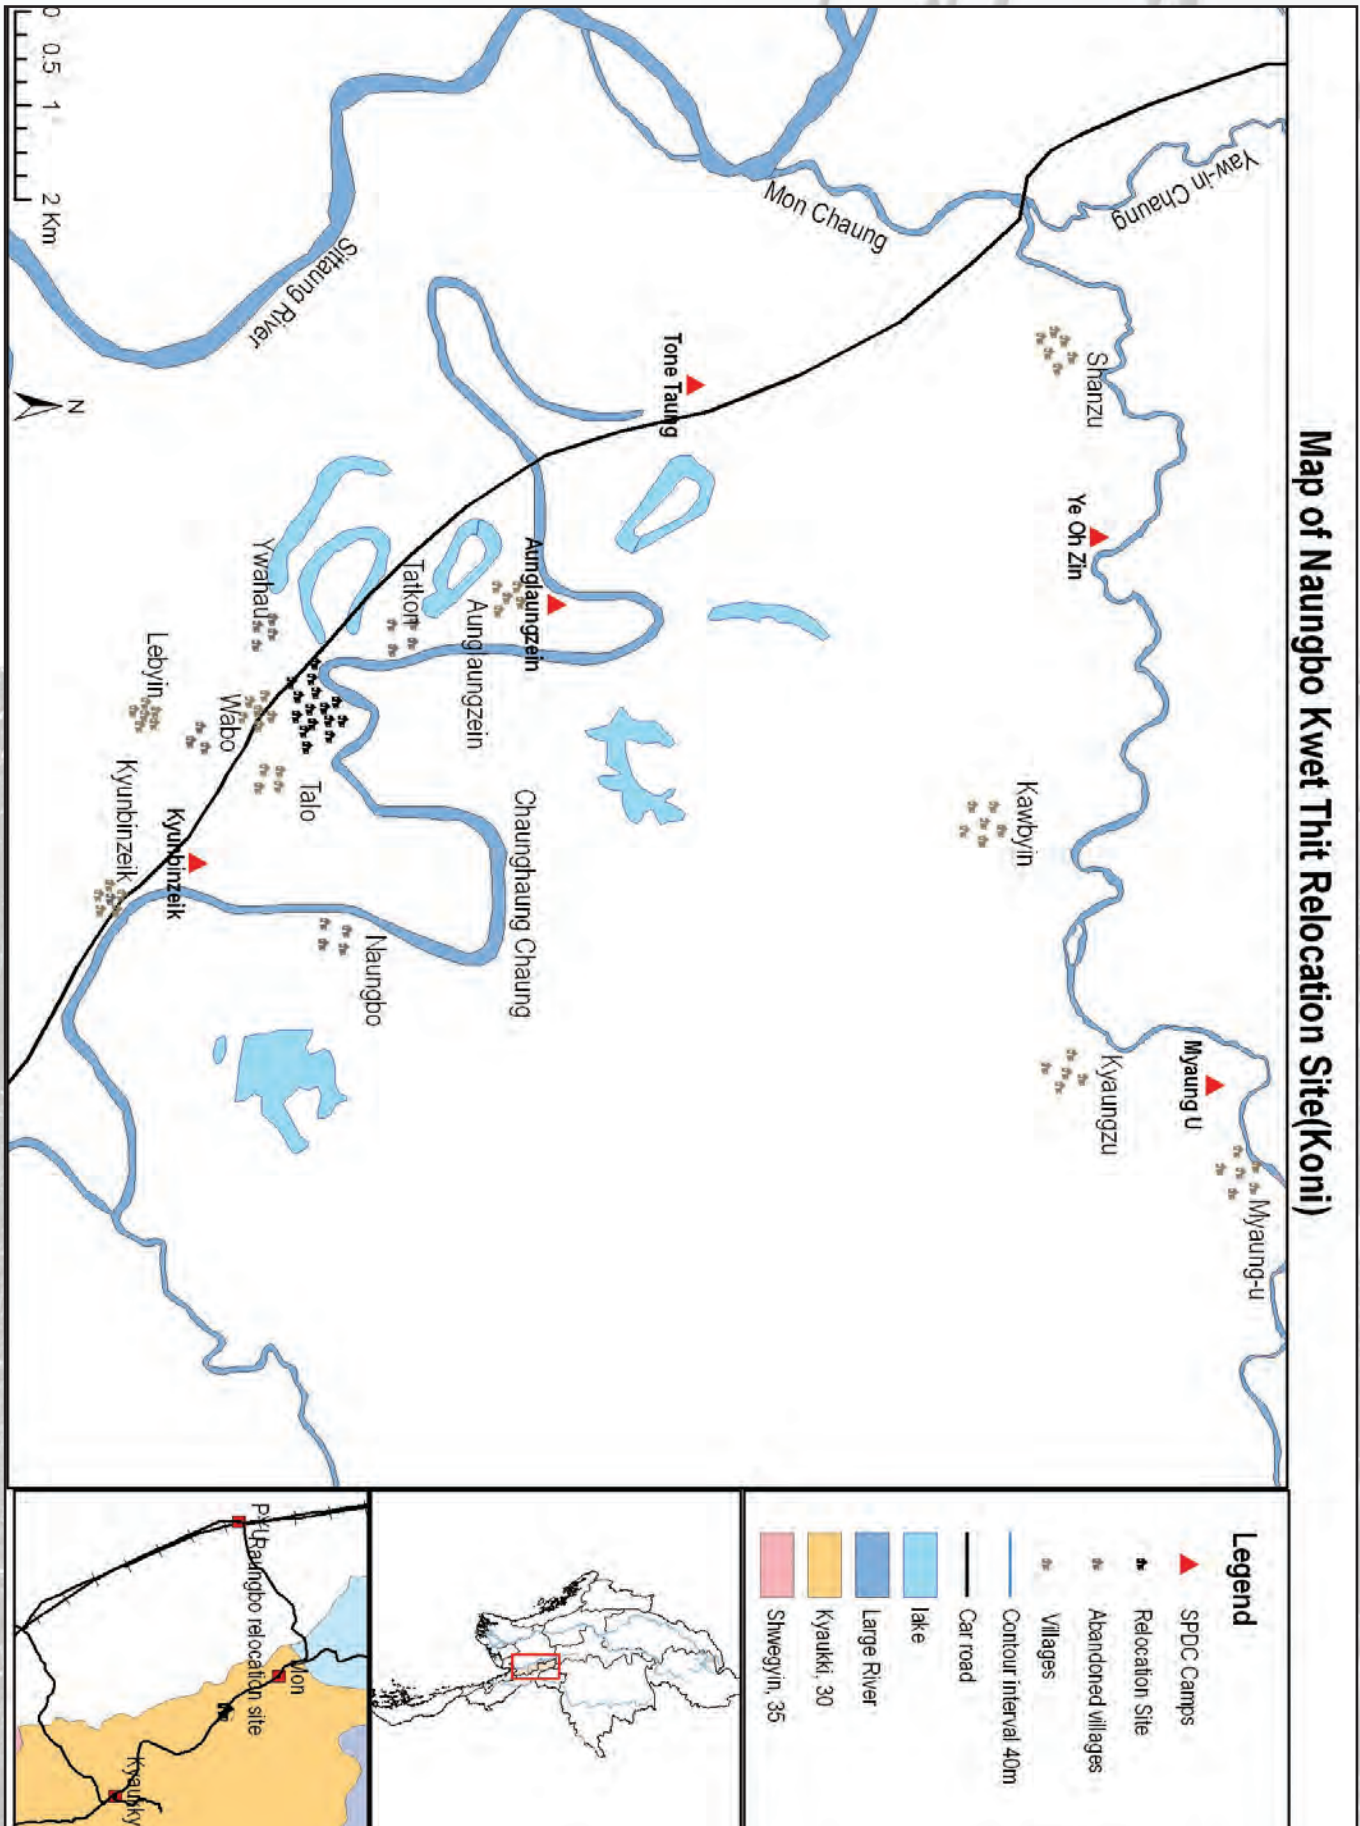 Map of Naungbo Kwet Thit Relocation Site(Koni)
Yaw-in Chaung
Mon Chaung
Shanzu
Ye Oh Zin
Kawbyin
Kyaungzu
Myaung U
Myaung-u
Tone Taung
Sittaung River
Aunglaungzein
Aunglaungzein
Tatkon
Ywahau
Chaunghaung Chaung
Talo
Wabo
Lebyin
Kyunbinzeik
Kyunbinzeik
Naungbo
0 0.5 1 2 Km
N
Legend
SPDC Camps
Relocation Site
Abandoned villages
Villages
Contour interval 40m
Car road
lake
Large River
Kyaukki, 30
Shwegyin, 35
PYU
Raungbo relocation site
Mon
Kyaunky